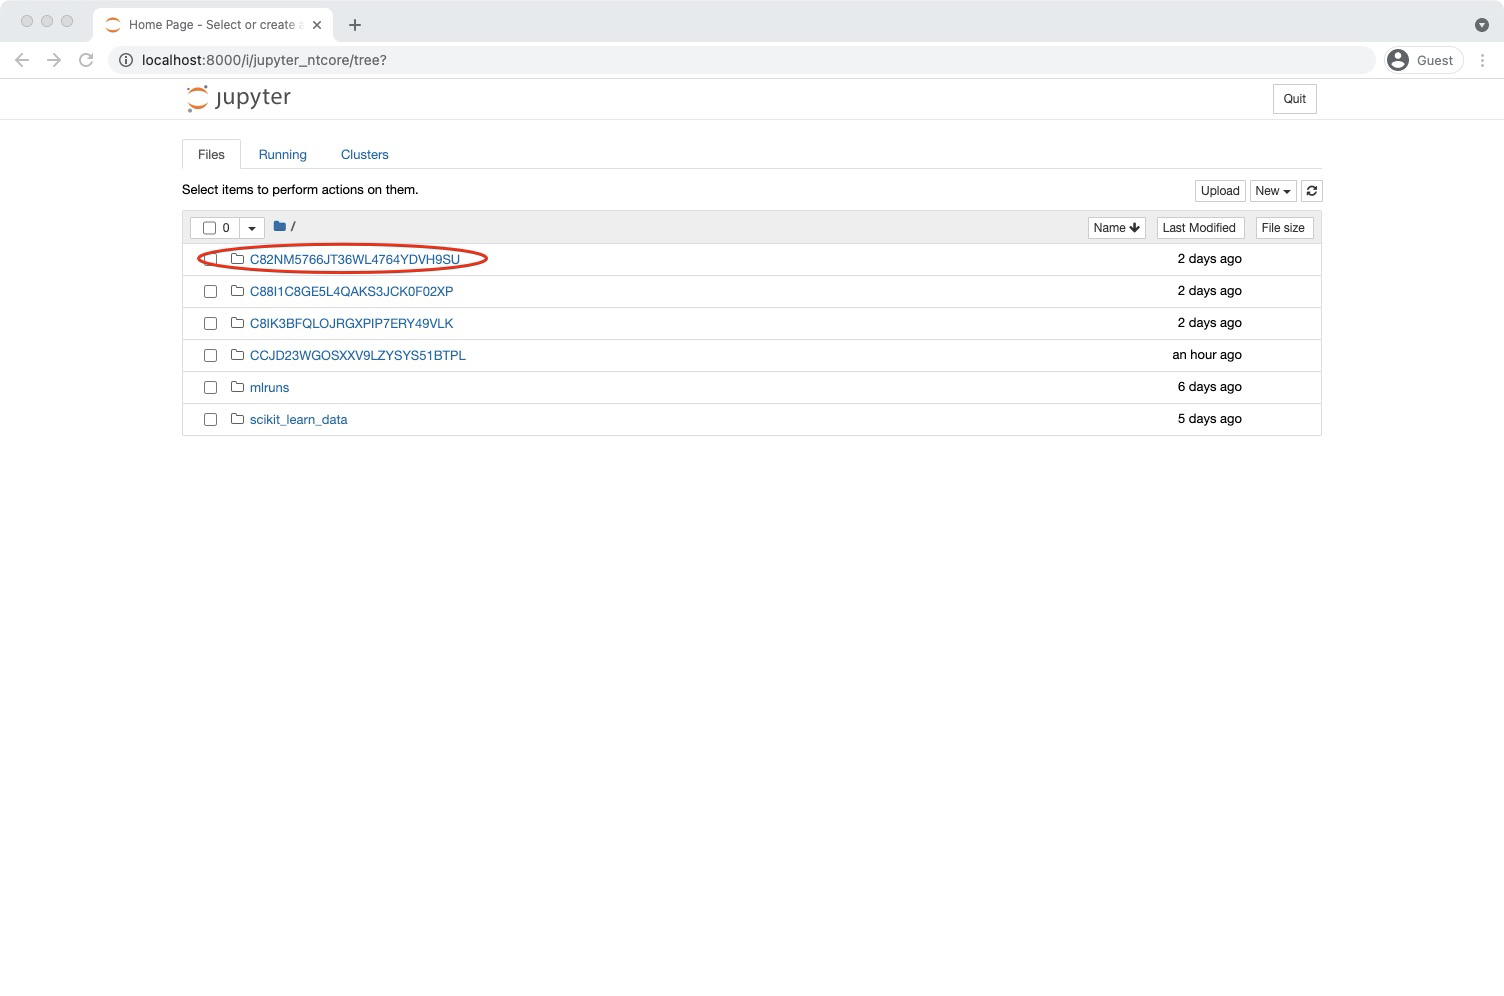 Home Page - Select or create a
localhost:8000/i/jupyter_ntcore/tree?
Guest
jupyter
Quit
Files Running Clusters
Select items to perform actions on them.
Upload New
0 / Name Last Modified File size
C82NM5766JT36WL4764YDVH9SU 2 days ago
C88I1C8GE5L4QAKS3JCK0F02XP 2 days ago
C8IK3BFQLOJRGXPIP7ERY49VLK 2 days ago
CCJD23WGOSXXV9LZYSYS51BTPL an hour ago
mlruns 6 days ago
scikit_learn_data 5 days ago